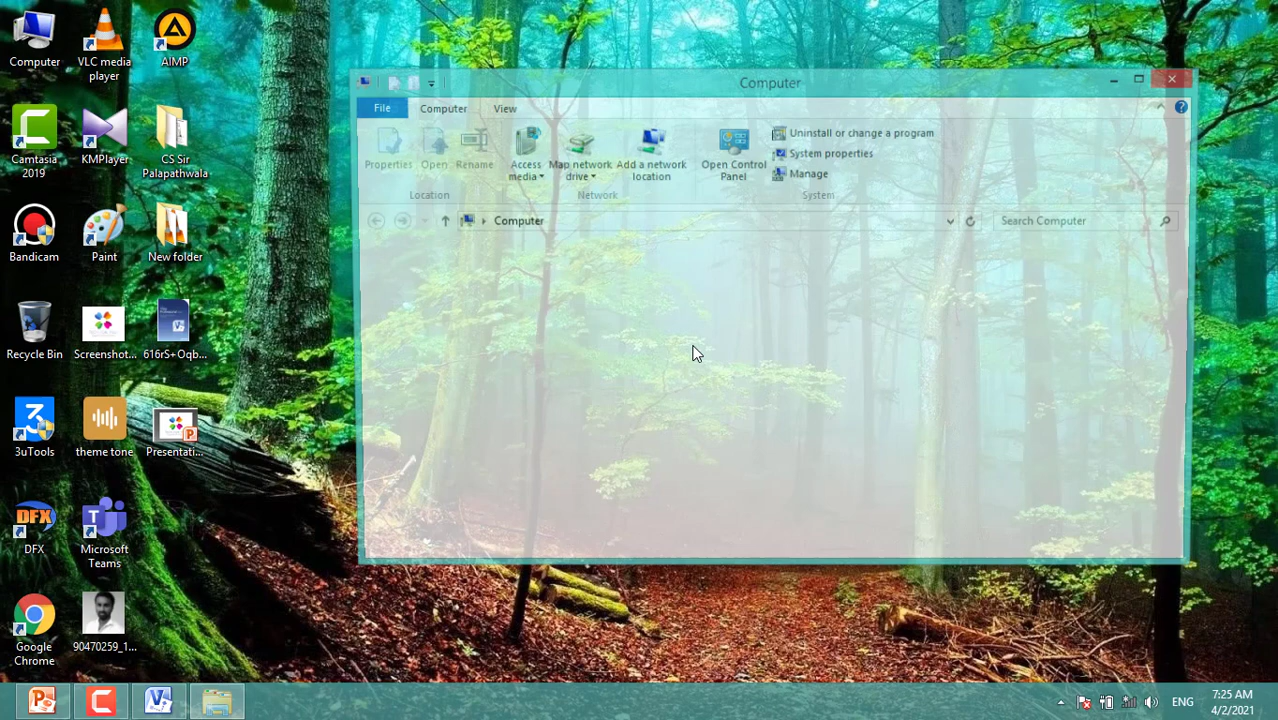 Computer
VLC media
player
AIMP
Camtasia
2019
KMPlayer
CS Sir
Palapathwala
Bandicam
Paint
New folder
Recycle Bin
Screenshot...
616rS+Oqb...
3uTools
theme tone
Presentati...
DFX
Microsoft
Teams
Google
Chrome
90470259_1...
Computer
File
Computer
View
Properties
Open
Rename
Access
media
Map network
drive
Add a network
location
Open Control
Panel
Uninstall or change a program
System properties
Manage
Location
Network
System
Computer
Search Computer
ENG
7:25 AM
4/2/2021